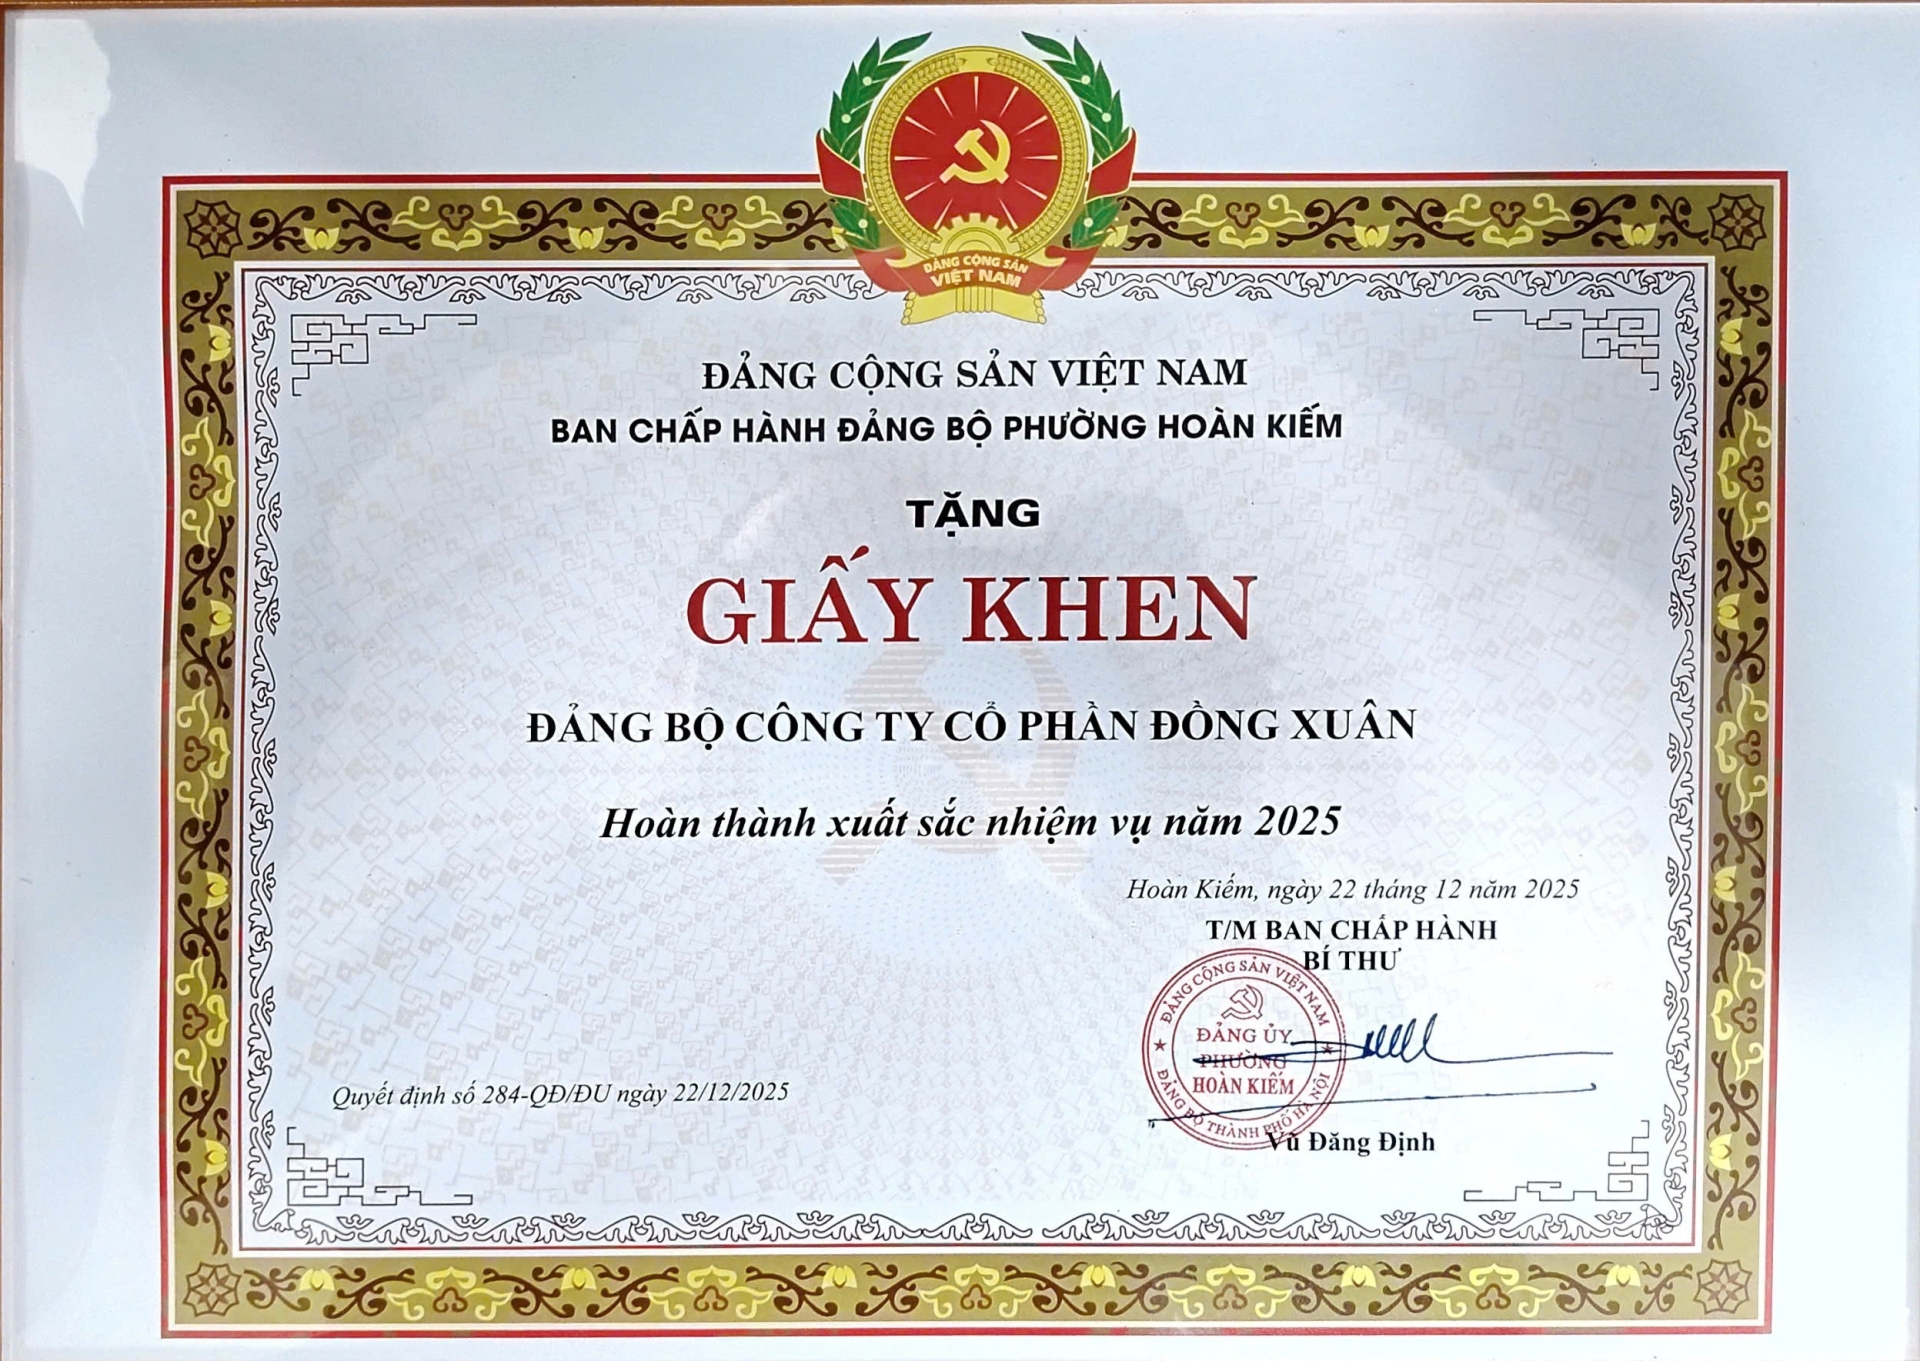 ĐẢNG CỘNG SẢN
VIỆT NAM
ĐẢNG CỘNG SẢN VIỆT NAM
BAN CHẤP HÀNH ĐẢNG BỘ PHƯỜNG HOÀN KIẾM
TẶNG
GIẤY KHEN
ĐẢNG BỘ CÔNG TY CỔ PHẦN ĐỒNG XUÂN
Hoàn thành xuất sắc nhiệm vụ năm 2025
Hoàn Kiếm, ngày 22 tháng 12 năm 2025
T/M BAN CHẤP HÀNH
BÍ THƯ
ĐẢNG CỘNG SẢN VIỆT NAM
ĐẢNG ỦY
PHƯỜNG
HOÀN KIẾM
ĐẢNG BỘ THÀNH PHỐ HÀ NỘI
Quyết định số 284-QĐ/ĐU ngày 22/12/2025
Vũ Đăng Định